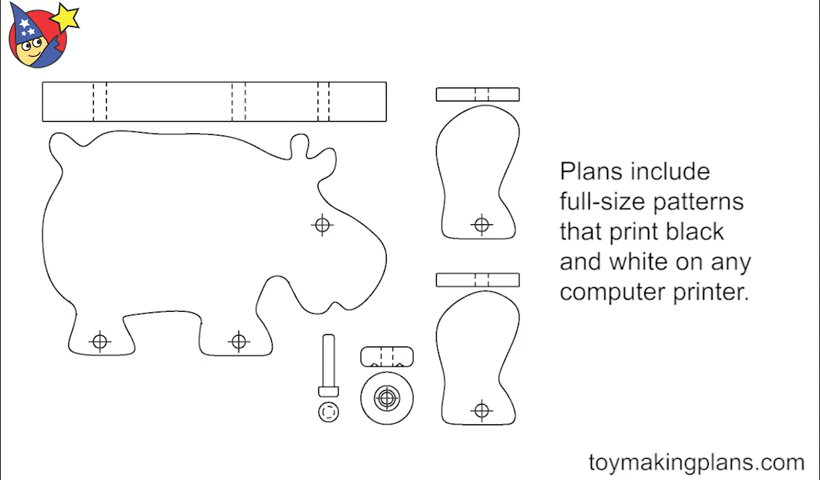 Plans include
full-size patterns
that print black
and white on any
computer printer.
toymakingplans.com